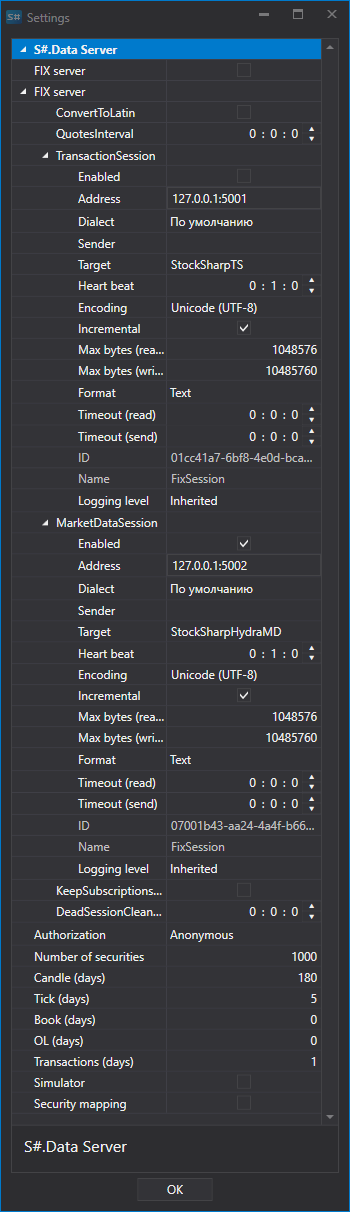 S# Settings
S#.Data Server
FIX server
FIX server
ConvertToLatin
QuotesInterval 0 : 0 : 0
TransactionSession
Enabled
Address 127.0.0.1:5001
Dialect По умолчанию
Sender
Target StockSharpTS
Heart beat 0 : 1 : 0
Encoding Unicode (UTF-8)
Incremental
Max bytes (rea... 1048576
Max bytes (wri... 10485760
Format Text
Timeout (read) 0 : 0 : 0
Timeout (send) 0 : 0 : 0
ID 01cc41a7-6bf8-4e0d-bca...
Name FixSession
Logging level Inherited
MarketDataSession
Enabled
Address 127.0.0.1:5002
Dialect По умолчанию
Sender
Target StockSharpHydraMD
Heart beat 0 : 1 : 0
Encoding Unicode (UTF-8)
Incremental
Max bytes (rea... 1048576
Max bytes (wri... 10485760
Format Text
Timeout (read) 0 : 0 : 0
Timeout (send) 0 : 0 : 0
ID 07001b43-aa24-4a4f-b66...
Name FixSession
Logging level Inherited
KeepSubscriptions...
DeadSessionClean... 0 : 0 : 0
Authorization Anonymous
Number of securities 1000
Candle (days) 180
Tick (days) 5
Book (days) 0
OL (days) 0
Transactions (days) 1
Simulator
Security mapping
S#.Data Server
OK